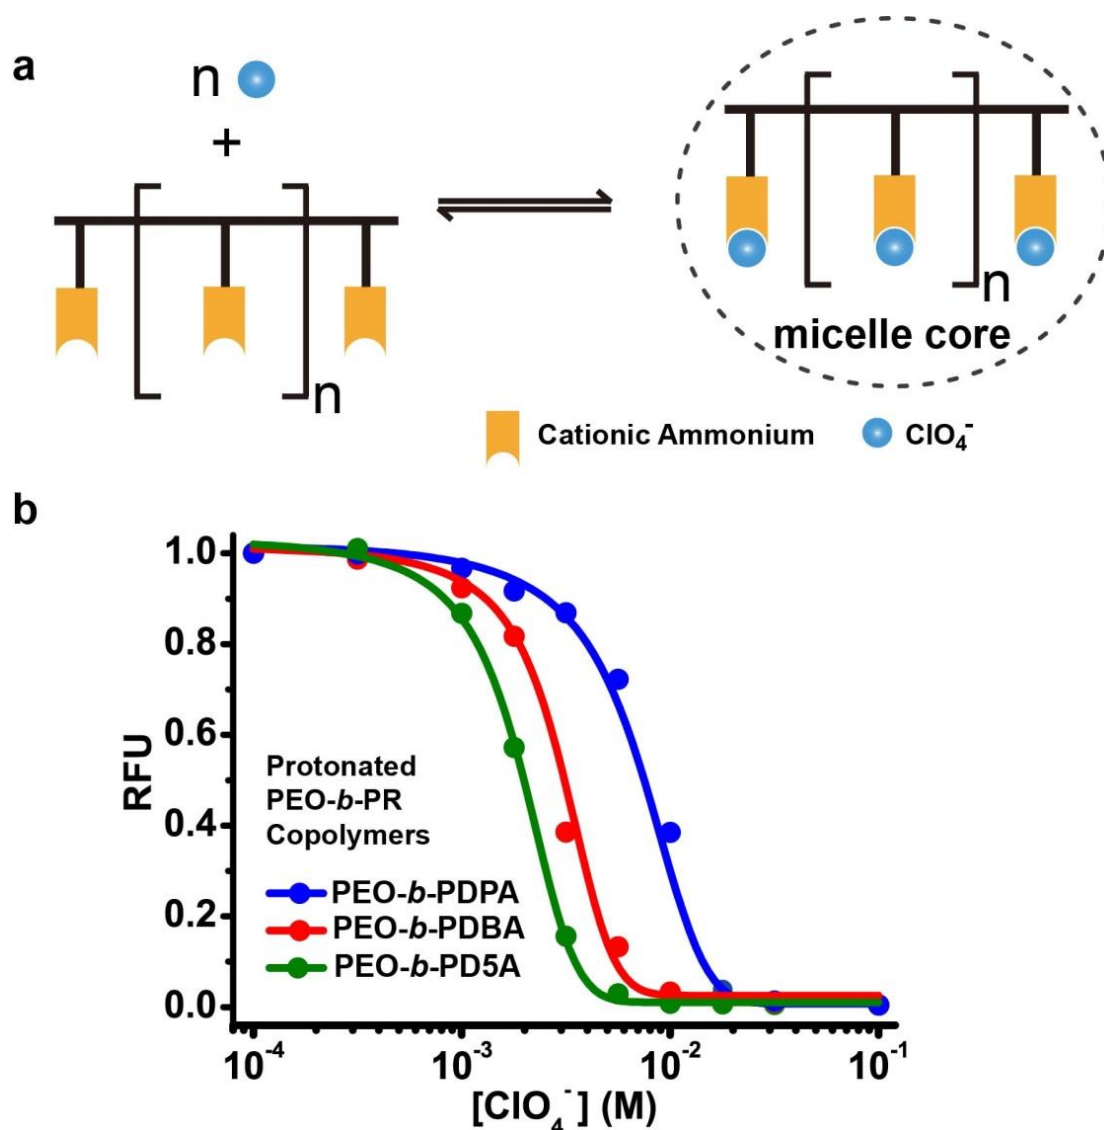 a
n
+
n
n
micelle core
Cationic Ammonium
ClO₄⁻
b
RFU
1.0
0.8
0.6
0.4
0.2
0.0
Protonated
PEO-b-PR
Copolymers
PEO-b-PDPA
PEO-b-PDBA
PEO-b-PD5A
10⁻⁴
10⁻³
10⁻²
10⁻¹
[ClO₄⁻] (M)